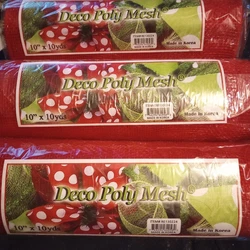 Deco Poly Mesh
10" x 10yds
Made in Korea
Deco Poly Mesh®
10" x 10yds
Made in Korea
Deco Poly Mesh®
10" x 10yds
Made in Korea